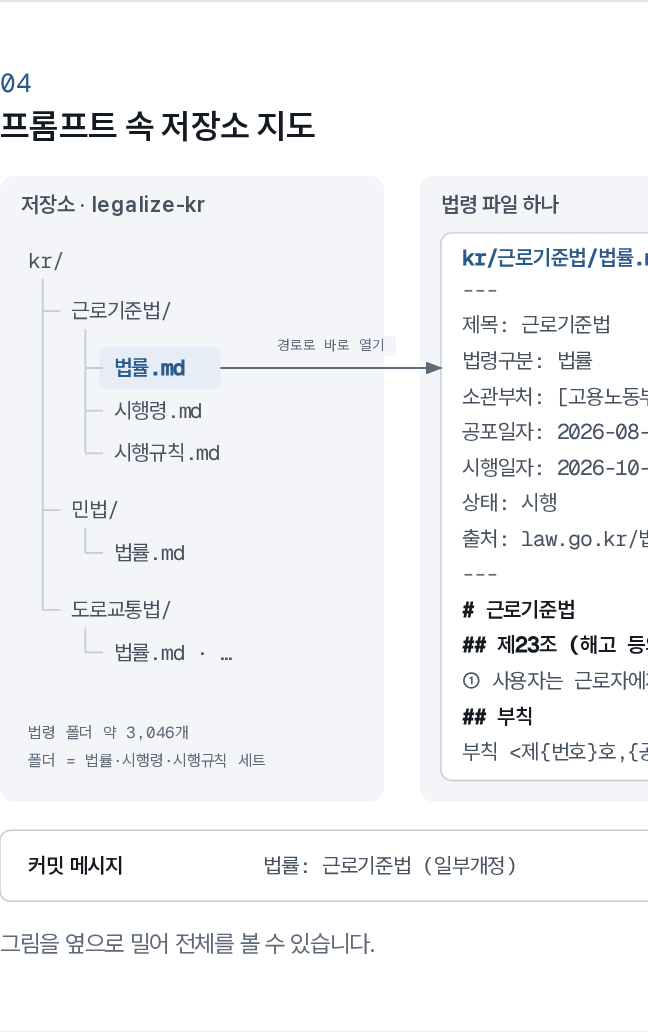 04
프롬프트 속 저장소 지도
저장소 · legalize-kr
kr/
근로기준법/
법률.md
시행령.md
시행규칙.md
민법/
법률.md
도로교통법/
법률.md · …
법령 폴더 약 3,046개
폴더 = 법률·시행령·시행규칙 세트
경로로 바로 열기
법령 파일 하나
kr/근로기준법/법률.m
---
제목: 근로기준법
법령구분: 법률
소관부처: [고용노동부
공포일자: 2026-08-
시행일자: 2026-10-
상태: 시행
출처: law.go.kr/법
---
# 근로기준법
## 제23조 (해고 등의
① 사용자는 근로자에게
## 부칙
부칙 <제{번호}호,{공
커밋 메시지
법률: 근로기준법 (일부개정)
그림을 옆으로 밀어 전체를 볼 수 있습니다.